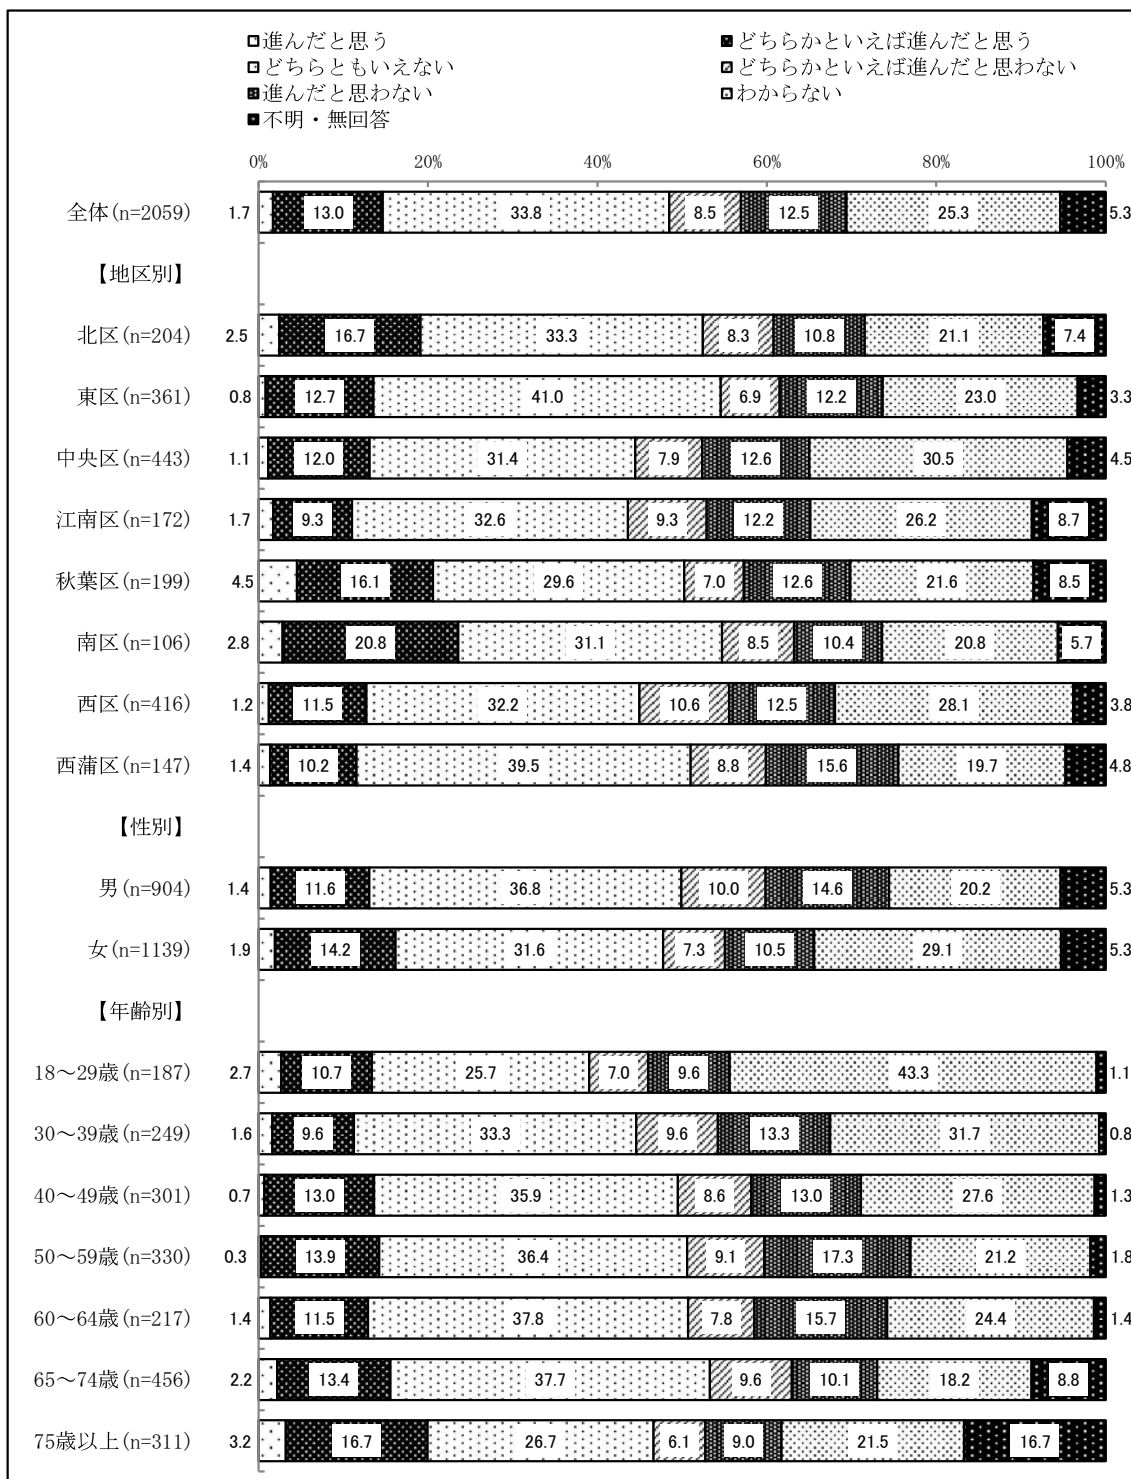 進んだと思う どちらかといえば進んだと思う
どちらともいえない どちらかといえば進んだと思わない
進んだと思わない わからない
不明・無回答
0% 20% 40% 60% 80% 100%
全体(n=2059) 1.7 13.0 33.8 8.5 12.5 25.3 5.3
【地区別】
北区(n=204) 2.5 16.7 33.3 8.3 10.8 21.1 7.4
東区(n=361) 0.8 12.7 41.0 6.9 12.2 23.0 3.3
中央区(n=443) 1.1 12.0 31.4 7.9 12.6 30.5 4.5
江南区(n=172) 1.7 9.3 32.6 9.3 12.2 26.2 8.7
秋葉区(n=199) 4.5 16.1 29.6 7.0 12.6 21.6 8.5
南区(n=106) 2.8 20.8 31.1 8.5 10.4 20.8 5.7
西区(n=416) 1.2 11.5 32.2 10.6 12.5 28.1 3.8
西蒲区(n=147) 1.4 10.2 39.5 8.8 15.6 19.7 4.8
【性別】
男(n=904) 1.4 11.6 36.8 10.0 14.6 20.2 5.3
女(n=1139) 1.9 14.2 31.6 7.3 10.5 29.1 5.3
【年齢別】
18～29歳(n=187) 2.7 10.7 25.7 7.0 9.6 43.3 1.1
30～39歳(n=249) 1.6 9.6 33.3 9.6 13.3 31.7 0.8
40～49歳(n=301) 0.7 13.0 35.9 8.6 13.0 27.6 1.3
50～59歳(n=330) 0.3 13.9 36.4 9.1 17.3 21.2 1.8
60～64歳(n=217) 1.4 11.5 37.8 7.8 15.7 24.4 1.4
65～74歳(n=456) 2.2 13.4 37.7 9.6 10.1 18.2 8.8
75歳以上(n=311) 3.2 16.7 26.7 6.1 9.0 21.5 16.7